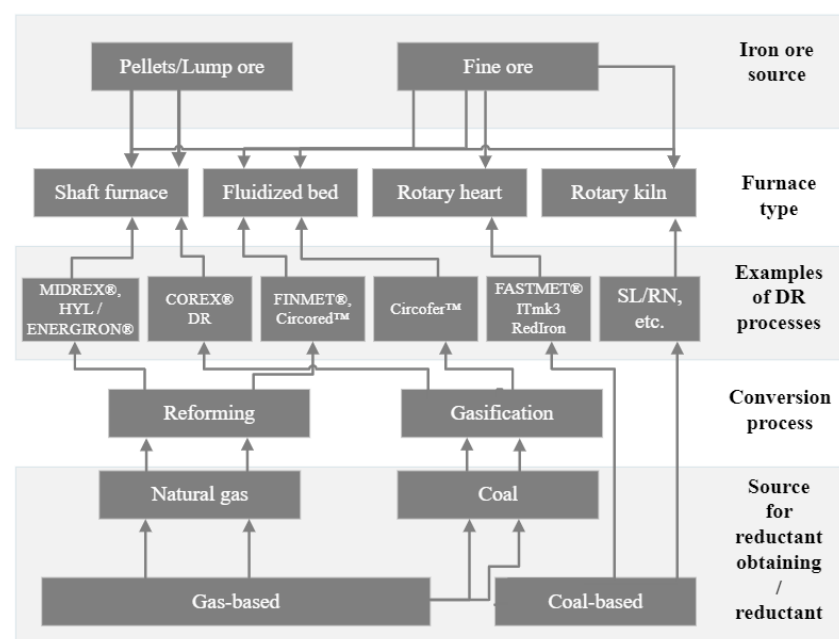 Pellets/Lump ore
Fine ore
Iron ore
source
Shaft furnace
Fluidized bed
Rotary heart
Rotary kiln
Furnace
type
MIDREX®,
HYL /
ENERGIRON®
COREX®
DR
FINMET®,
Circored™
Circofer™
FASTMET®
ITmk3
RedIron
SL/RN,
etc.
Examples
of DR
processes
Reforming
Gasification
Conversion
process
Natural gas
Coal
Gas-based
Coal-based
Source
for
reductant
obtaining
/
reductant